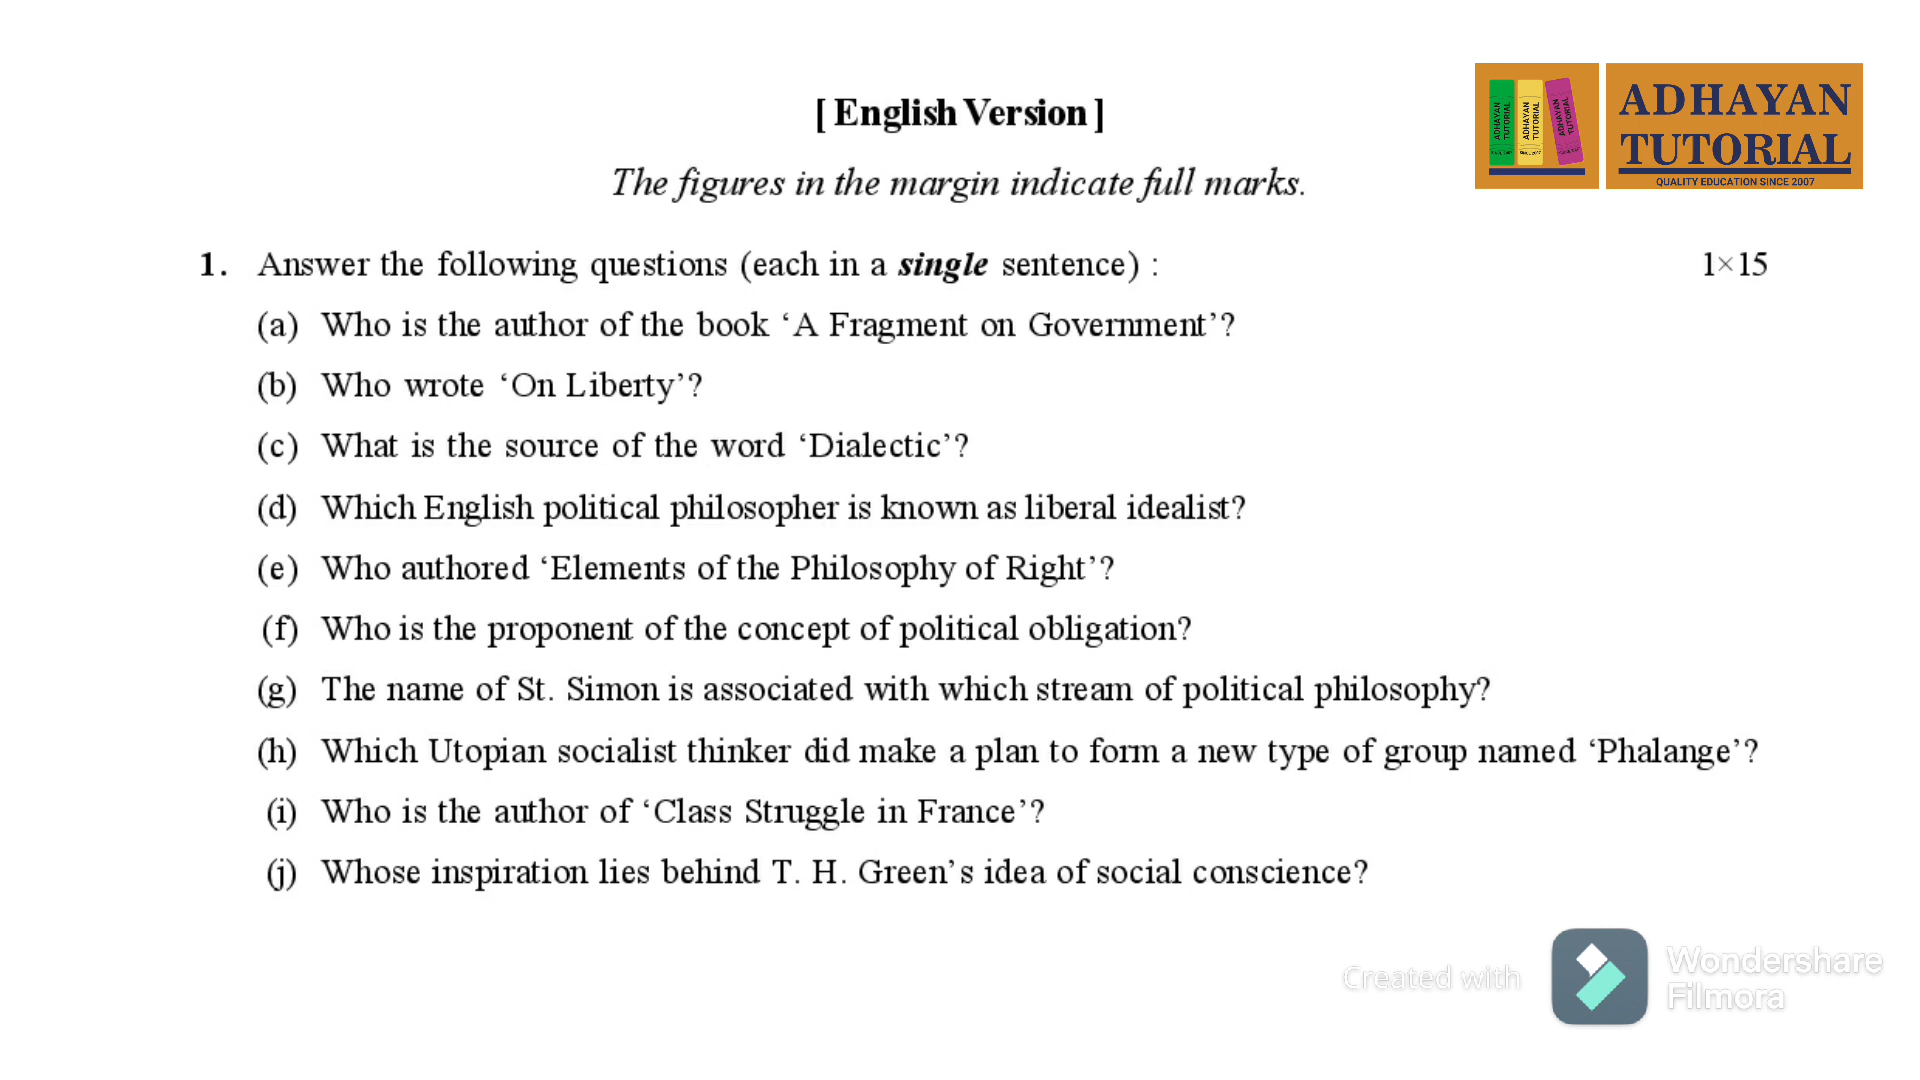 [ English Version ]
The figures in the margin indicate full marks.
1. Answer the following questions (each in a single sentence) : 1×15
(a) Who is the author of the book ‘A Fragment on Government’?
(b) Who wrote ‘On Liberty’?
(c) What is the source of the word ‘Dialectic’?
(d) Which English political philosopher is known as liberal idealist?
(e) Who authored ‘Elements of the Philosophy of Right’?
(f) Who is the proponent of the concept of political obligation?
(g) The name of St. Simon is associated with which stream of political philosophy?
(h) Which Utopian socialist thinker did make a plan to form a new type of group named ‘Phalange’?
(i) Who is the author of ‘Class Struggle in France’?
(j) Whose inspiration lies behind T. H. Green’s idea of social conscience?
ADHAYAN TUTORIAL
ADHAYAN TUTORIAL
ADHAYAN TUTORIAL
ADHAYAN
TUTORIAL
QUALITY EDUCATION SINCE 2007
Created with
Wondershare
Filmora